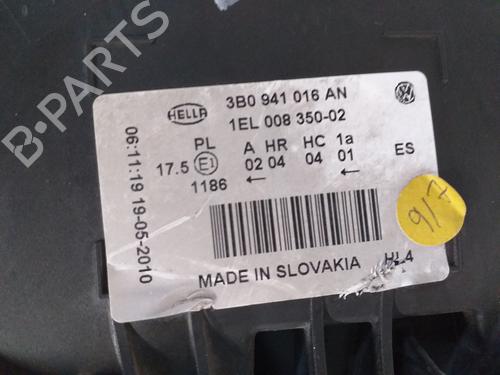 HELLA
3B0 941 016 AN
1EL 008 350-02
PL A HR HC 1a
17.5 E1 02 04 04 01 ES
1186 ← ←
06:11:19 19-05-2010
9/7
MADE IN SLOVAKIA
B-PARTS